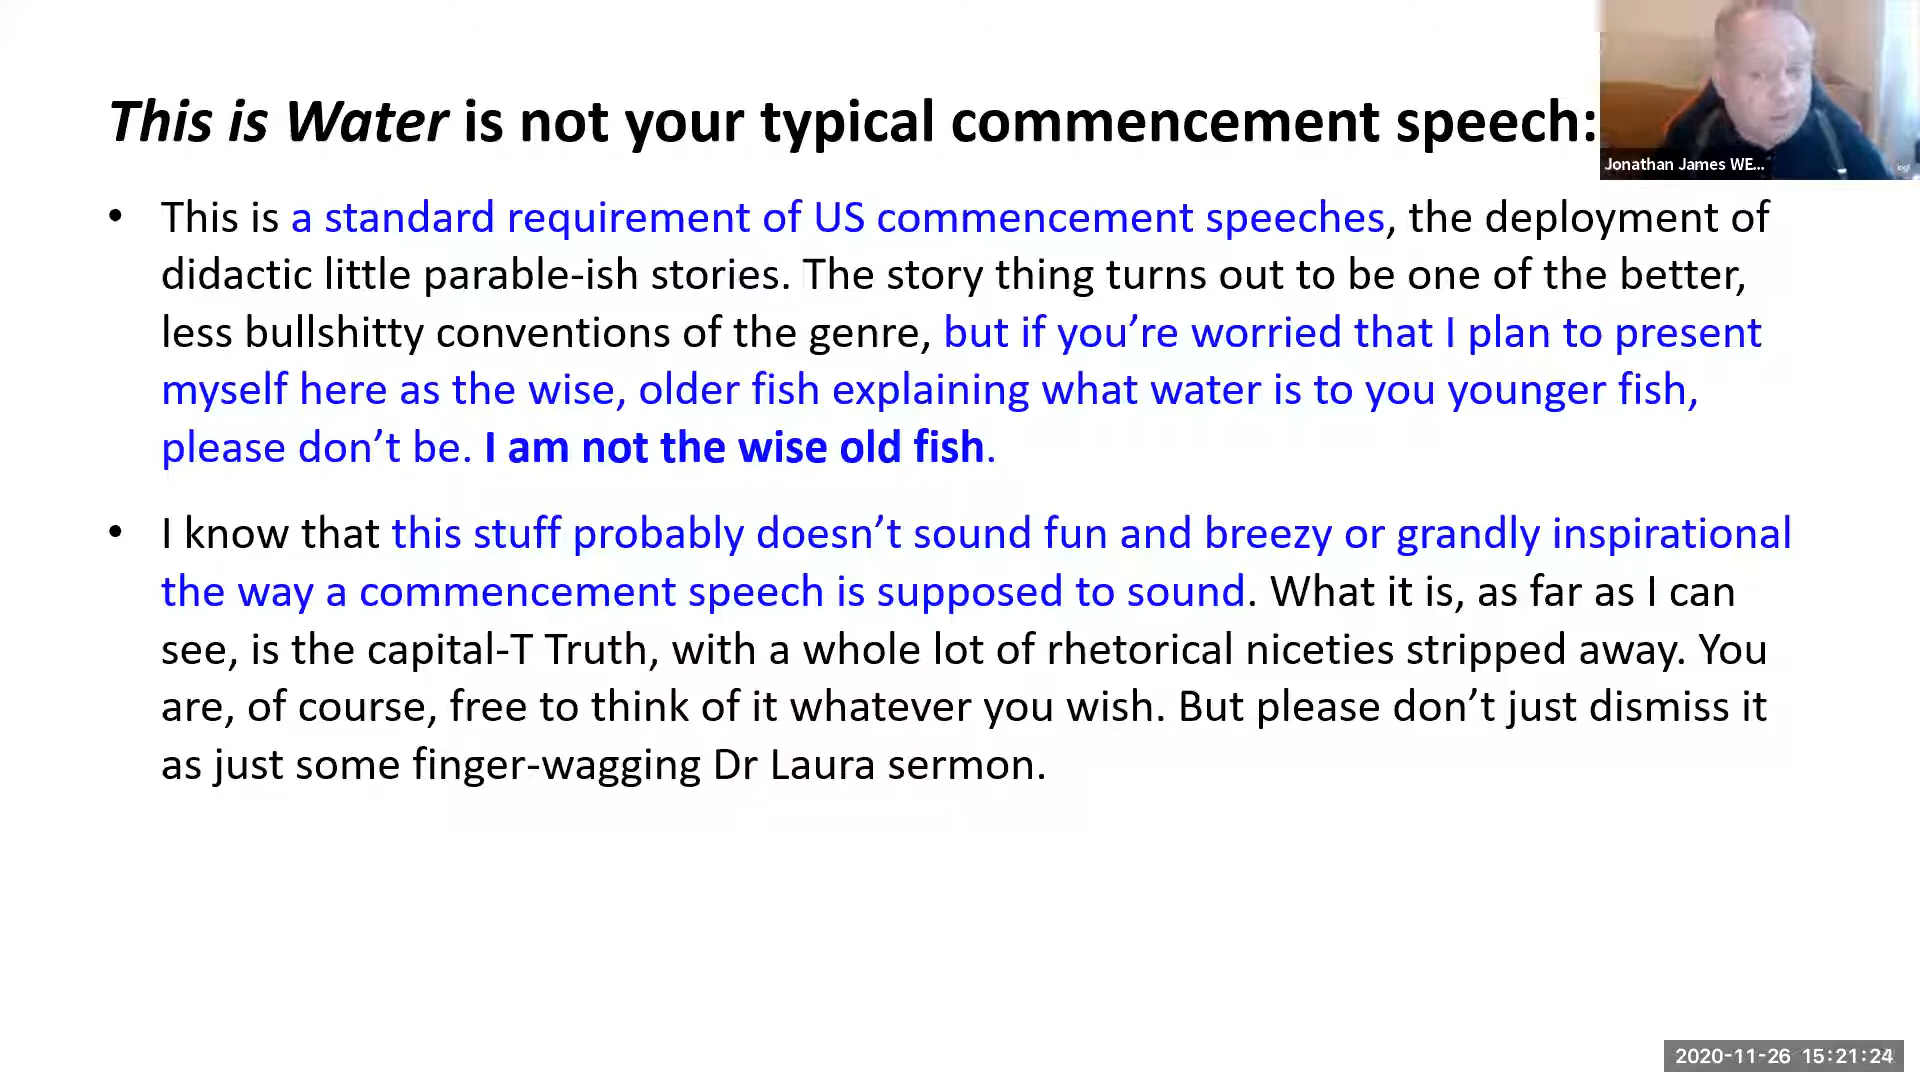 This is Water is not your typical commencement speech:
Jonathan James WE...
• This is a standard requirement of US commencement speeches, the deployment of
didactic little parable-ish stories. The story thing turns out to be one of the better,
less bullshitty conventions of the genre, but if you’re worried that I plan to present
myself here as the wise, older fish explaining what water is to you younger fish,
please don’t be. I am not the wise old fish.
• I know that this stuff probably doesn’t sound fun and breezy or grandly inspirational
the way a commencement speech is supposed to sound. What it is, as far as I can
see, is the capital-T Truth, with a whole lot of rhetorical niceties stripped away. You
are, of course, free to think of it whatever you wish. But please don’t just dismiss it
as just some finger-wagging Dr Laura sermon.
2020-11-26 15:21:24